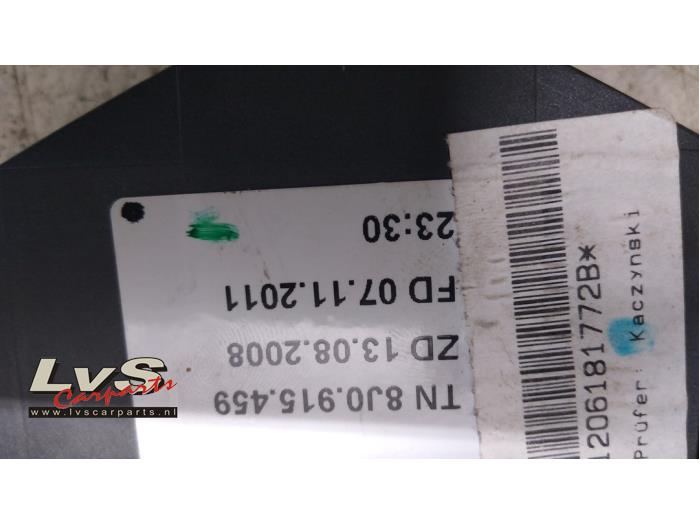 TN 8J0.915.459
ZD 13.08.2008
FD 07.11.2011
23:30
1206181772B*
Prüfer: Kaczynski
LvS
Carparts
www.lvscarparts.nl